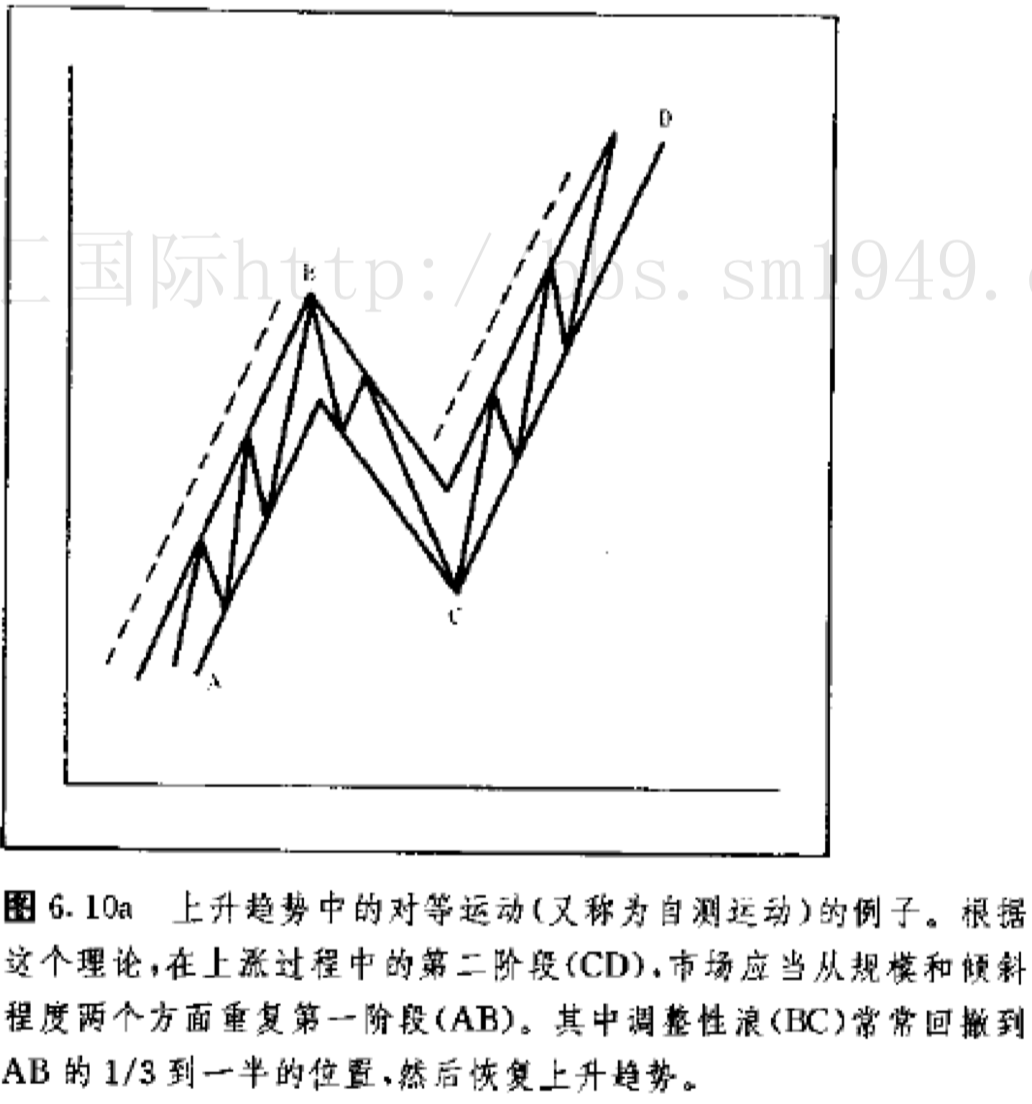 D
二国际http://bbs.sm1949.c
B
C
A
图 6.10a 上升趋势中的对等运动(又称为自测运动)的例子。根据
这个理论,在上涨过程中的第二阶段(CD),市场应当从规模和倾斜
程度两个方面重复第一阶段(AB)。其中调整性浪(BC)常常回撤到
AB 的 1/3 到一半的位置,然后恢复上升趋势。